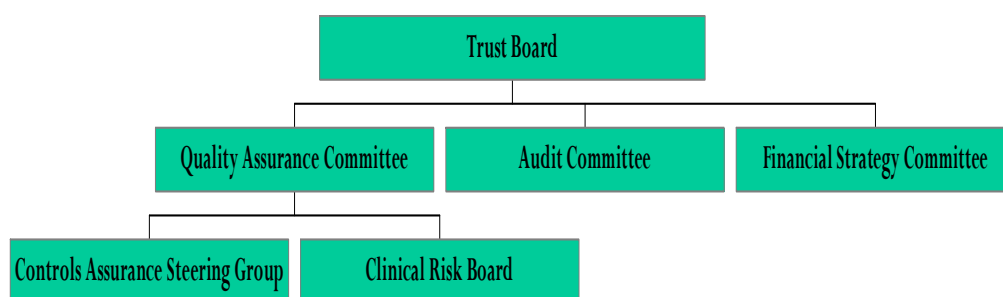 Trust Board
Quality Assurance Committee
Audit Committee
Financial Strategy Committee
Controls Assurance Steering Group
Clinical Risk Board